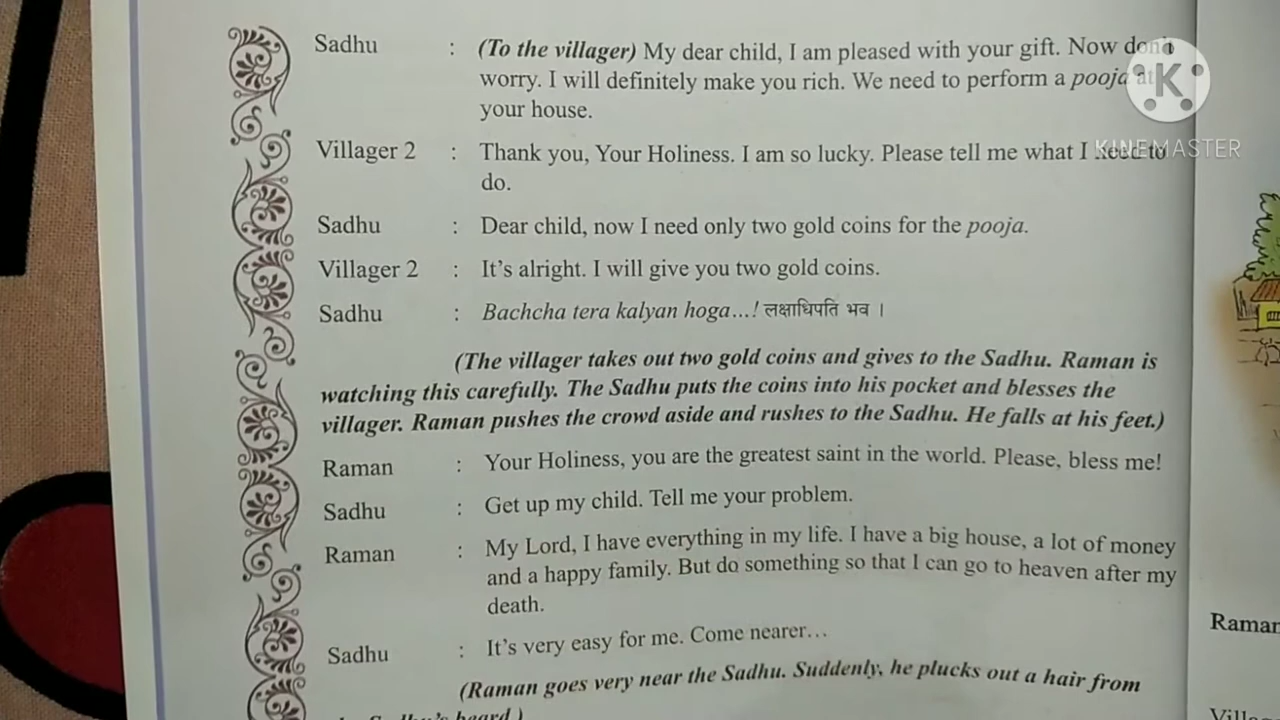 Sadhu : (To the villager) My dear child, I am pleased with your gift. Now don't
worry. I will definitely make you rich. We need to perform a pooja at
your house.
Villager 2 : Thank you, Your Holiness. I am so lucky. Please tell me what I need to
do.
Sadhu : Dear child, now I need only two gold coins for the pooja.
Villager 2 : It's alright. I will give you two gold coins.
Sadhu : Bachcha tera kalyan hoga...! लक्षाधिपति भव ।
(The villager takes out two gold coins and gives to the Sadhu. Raman is
watching this carefully. The Sadhu puts the coins into his pocket and blesses the
villager. Raman pushes the crowd aside and rushes to the Sadhu. He falls at his feet.)
Raman : Your Holiness, you are the greatest saint in the world. Please, bless me!
Sadhu : Get up my child. Tell me your problem.
Raman : My Lord, I have everything in my life. I have a big house, a lot of money
and a happy family. But do something so that I can go to heaven after my
death.
Sadhu : It's very easy for me. Come nearer...
(Raman goes very near the Sadhu. Suddenly, he plucks out a hair from
Sadhu's beard.)
Raman
K
KINEMASTER